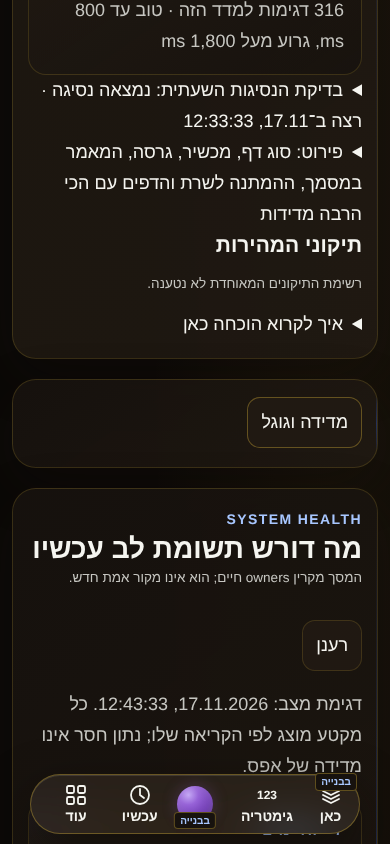 316 דגימות למדד הזה · טוב עד 800
ms, גרוע מעל 1,800 ms
◀ בדיקת הנסיגות השעתית: נמצאה נסיגה ·
רצה ב־17.11, 12:33:33
◀ פירוט: סוג דף, מכשיר, גרסה, המאמר
במסמך, ההמתנה לשרת והדפים עם הכי
הרבה מדידות
תיקוני המהירות
רשימת התיקונים המאוחדת לא נטענה.
◀ איך לקרוא הוכחה כאן
מדידה וגוגל
SYSTEM HEALTH
מה דורש תשומת לב עכשיו
המסך מקרין owners חיים; הוא אינו מקור אמת חדש.
רענן
דגימת מצב: 17.11.2026, 12:43:33. כל
מקטע מוצג לפי הקריאה שלו; נתון חסר אינו
מדידה של אפס.
בבנייה
כאן
123
גימטריה
בבנייה
עכשיו
עוד